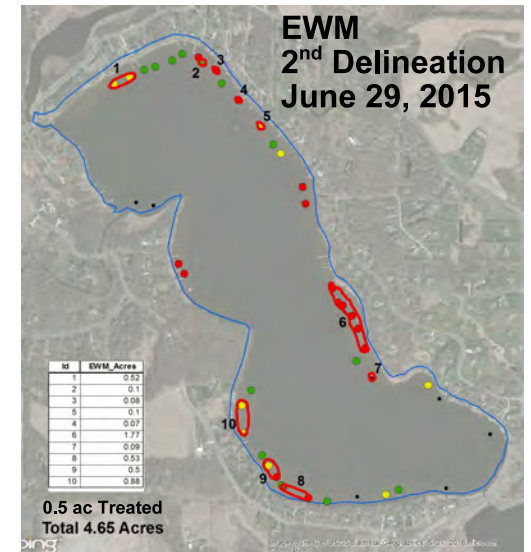 EWM
2nd Delineation
June 29, 2015
1
2
3
4
5
6
7
10
9
8
Id EWM_Acres
1 0.52
2 0.1
3 0.08
4 0.07
5 0.1
6 1.77
7 0.09
8 0.53
9 0.5
10 0.88
0.5 ac Treated
Total 4.65 Acres
bing